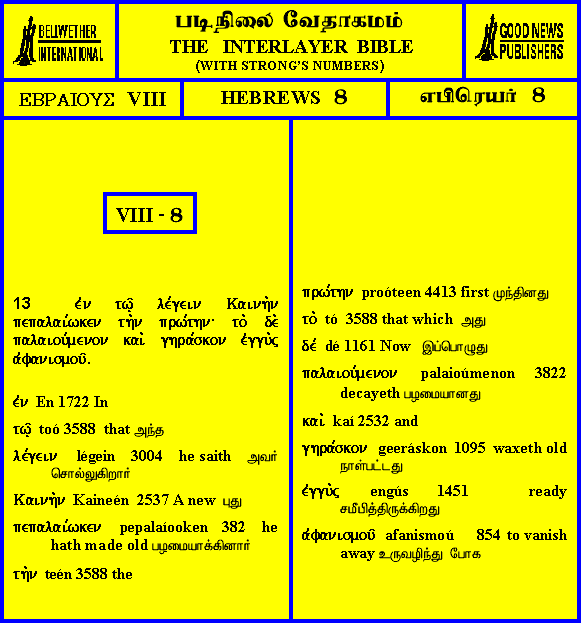 BELLWETHER
INTERNATIONAL
படிநிலை வேதாகமம்
THE INTERLAYER BIBLE
(WITH STRONG'S NUMBERS)
GOOD NEWS
PUBLISHERS
ΕΒΡΑΙΟΥΣ VIII
HEBREWS 8
எபிரெயர் 8
VIII - 8
13 ἐν τῷ λέγειν Καινὴν
πεπαλαίωκεν τὴν πρώτην· τὸ δὲ
παλαιούμενον καὶ γηράσκον ἐγγὺς
ἀφανισμοῦ.
ἐν En 1722 In
τῷ toó 3588 that அந்த
λέγειν légein 3004 he saith அவர்
சொல்லுகிறார்
Καινὴν Kaineén 2537 A new புது
πεπαλαίωκεν pepalaíooken 382 he
hath made old பழமையாக்கினார்
τὴν teén 3588 the
πρώτην proóteen 4413 first முந்தினது
τὸ tó 3588 that which அது
δέ dé 1161 Now இப்பொழுது
παλαιούμενον palaioúmenon 3822
decayeth பழமையானது
καὶ kaí 2532 and
γηράσκον geeráskon 1095 waxeth old
நாள்பட்டது
ἐγγὺς engús 1451 ready
சமீபித்திருக்கிறது
ἀφανισμοῦ afanismoú 854 to vanish
away உருவழிந்து போக